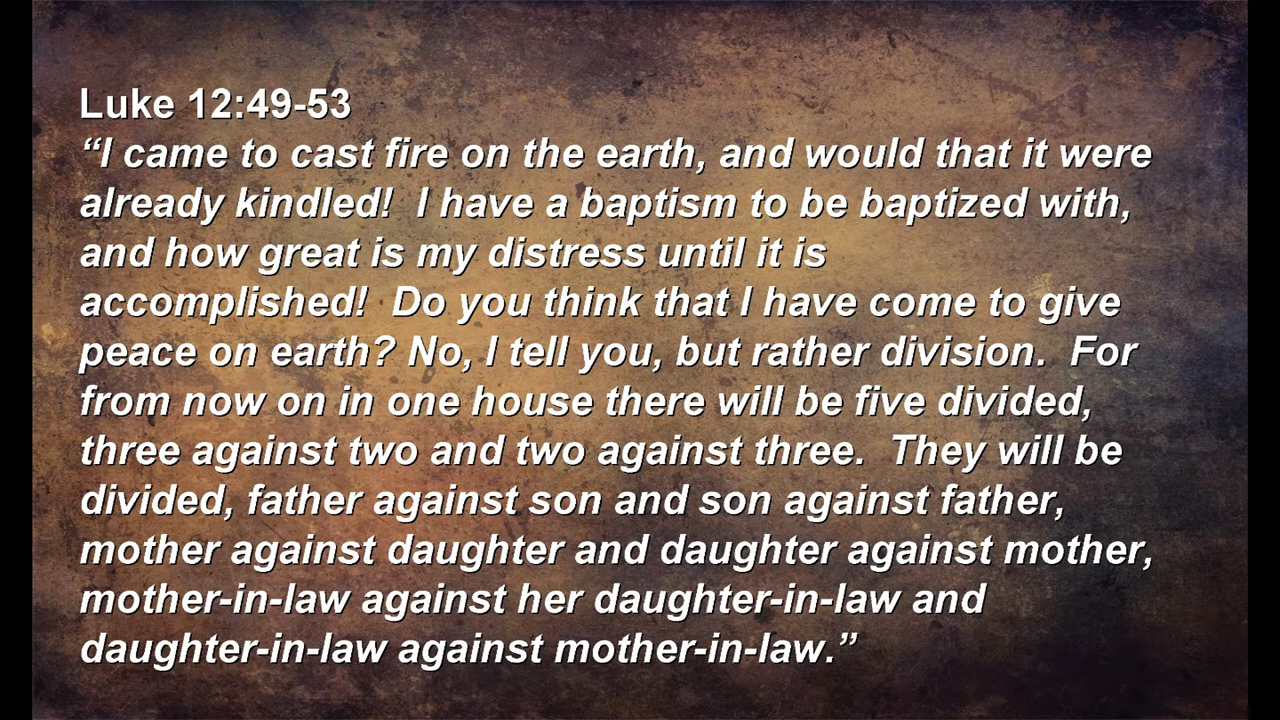 Luke 12:49-53
“I came to cast fire on the earth, and would that it were
already kindled!  I have a baptism to be baptized with,
and how great is my distress until it is
accomplished!  Do you think that I have come to give
peace on earth? No, I tell you, but rather division.  For
from now on in one house there will be five divided,
three against two and two against three.  They will be
divided, father against son and son against father,
mother against daughter and daughter against mother,
mother-in-law against her daughter-in-law and
daughter-in-law against mother-in-law.”